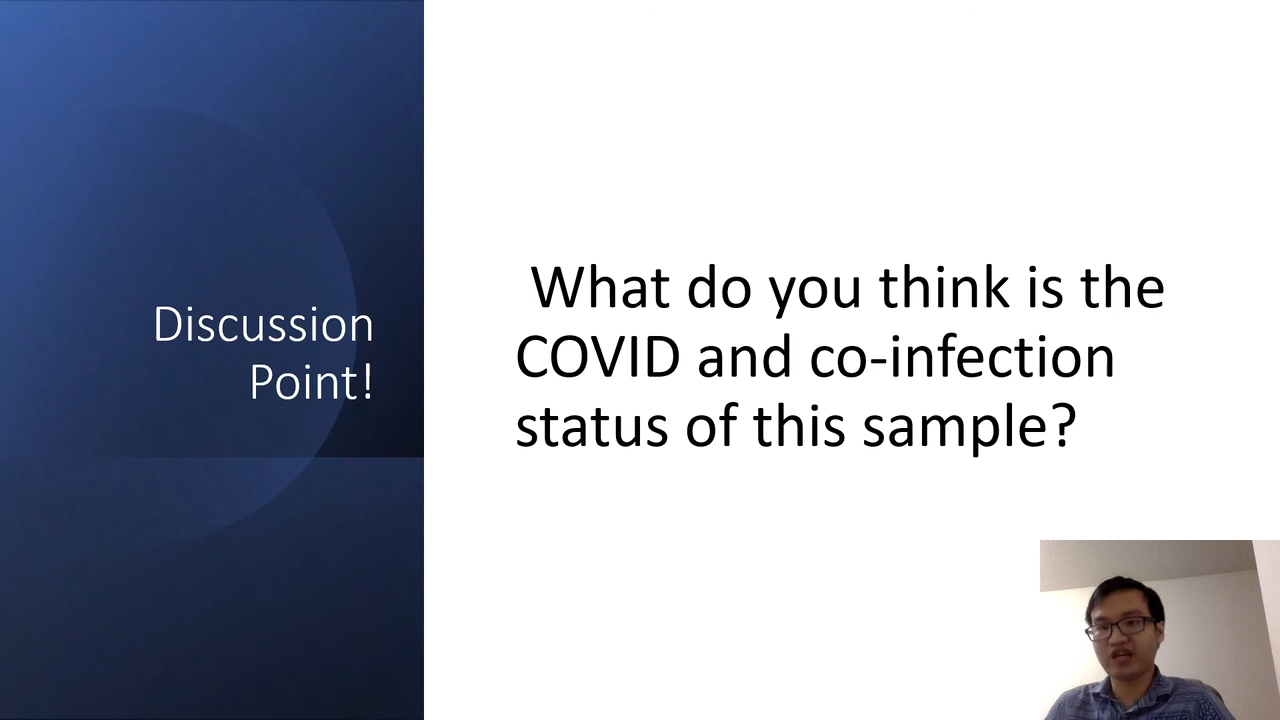 Discussion
Point!
What do you think is the
COVID and co-infection
status of this sample?